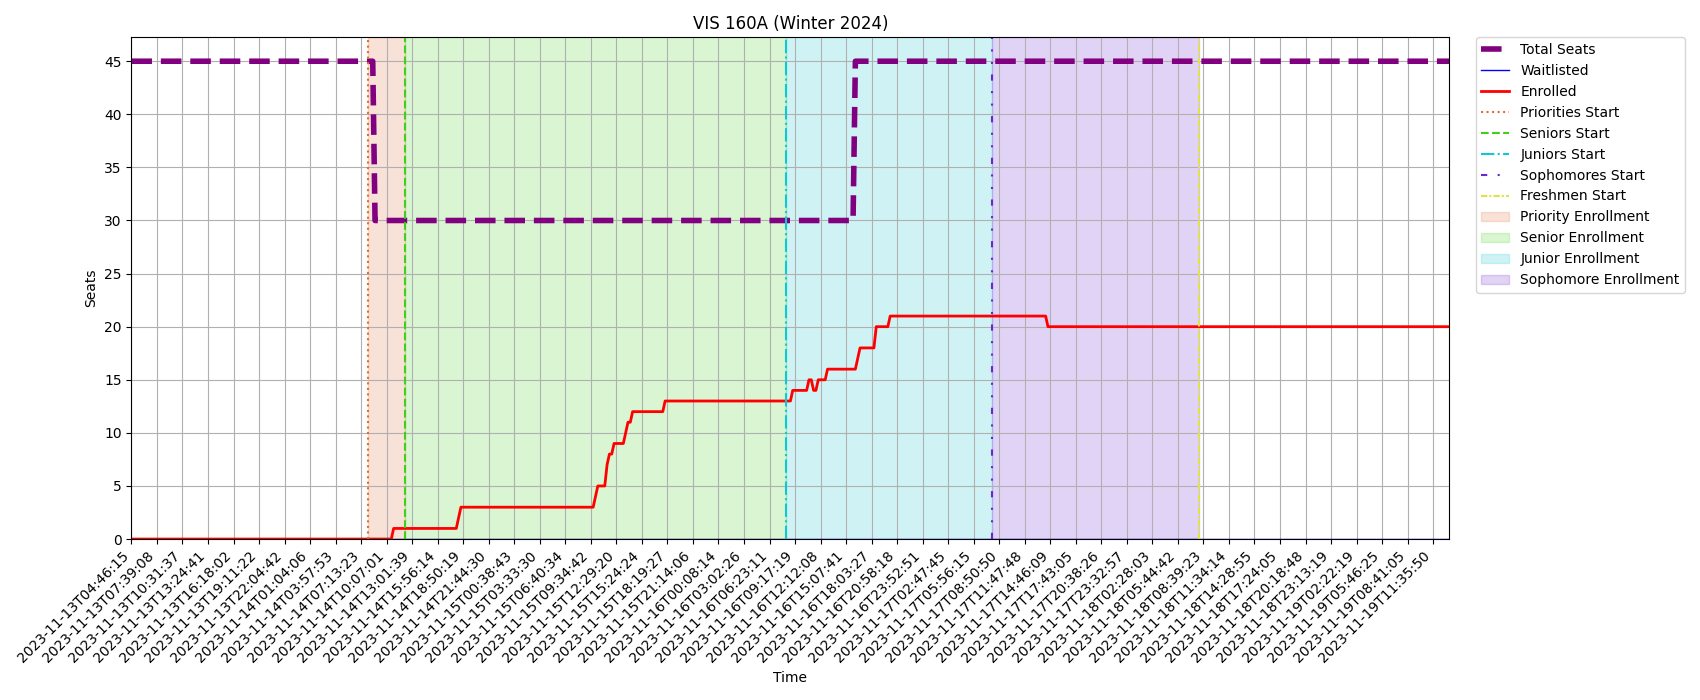 VIS 160A (Winter 2024)
45
40
35
30
25
20
15
10
5
0
Seats
2023-11-13T04:46:15
2023-11-13T07:39:08
2023-11-13T10:31:37
2023-11-13T13:24:41
2023-11-13T16:18:02
2023-11-13T19:11:22
2023-11-13T22:04:42
2023-11-14T01:04:06
2023-11-14T03:57:53
2023-11-14T07:13:23
2023-11-14T10:07:01
2023-11-14T13:01:39
2023-11-14T15:56:14
2023-11-14T18:50:19
2023-11-14T21:44:30
2023-11-15T00:38:43
2023-11-15T03:33:30
2023-11-15T06:40:34
2023-11-15T09:34:42
2023-11-15T12:29:20
2023-11-15T15:24:24
2023-11-15T18:19:27
2023-11-15T21:14:06
2023-11-16T00:08:14
2023-11-16T03:02:26
2023-11-16T06:23:11
2023-11-16T09:17:19
2023-11-16T12:12:08
2023-11-16T15:07:41
2023-11-16T18:03:27
2023-11-16T20:58:18
2023-11-16T23:52:51
2023-11-17T02:47:45
2023-11-17T05:56:15
2023-11-17T08:50:50
2023-11-17T11:47:48
2023-11-17T14:46:09
2023-11-17T17:43:05
2023-11-17T20:38:26
2023-11-17T23:32:57
2023-11-18T02:28:03
2023-11-18T05:44:42
2023-11-18T08:39:23
2023-11-18T11:34:14
2023-11-18T14:28:55
2023-11-18T17:24:05
2023-11-18T20:18:48
2023-11-18T23:13:19
2023-11-19T02:22:19
2023-11-19T05:46:25
2023-11-19T08:41:05
2023-11-19T11:35:50
Time
Total Seats
Waitlisted
Enrolled
Priorities Start
Seniors Start
Juniors Start
Sophomores Start
Freshmen Start
Priority Enrollment
Senior Enrollment
Junior Enrollment
Sophomore Enrollment